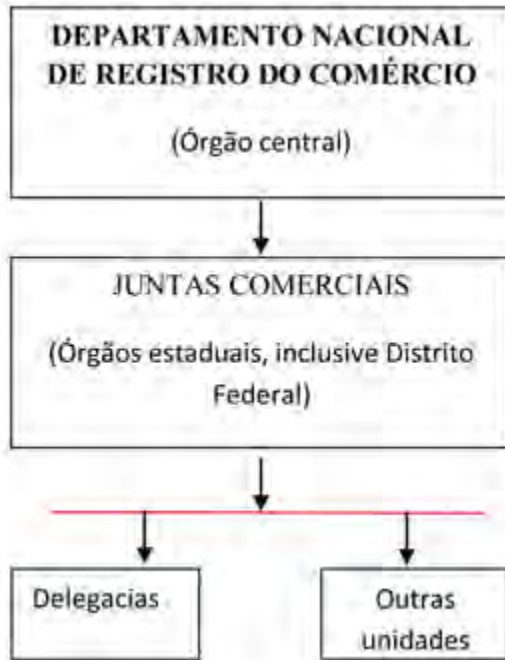 DEPARTAMENTO NACIONAL
DE REGISTRO DO COMÉRCIO
(Órgão central)
JUNTAS COMERCIAIS
(Órgãos estaduais, inclusive Distrito
Federal)
Delegacias
Outras
unidades